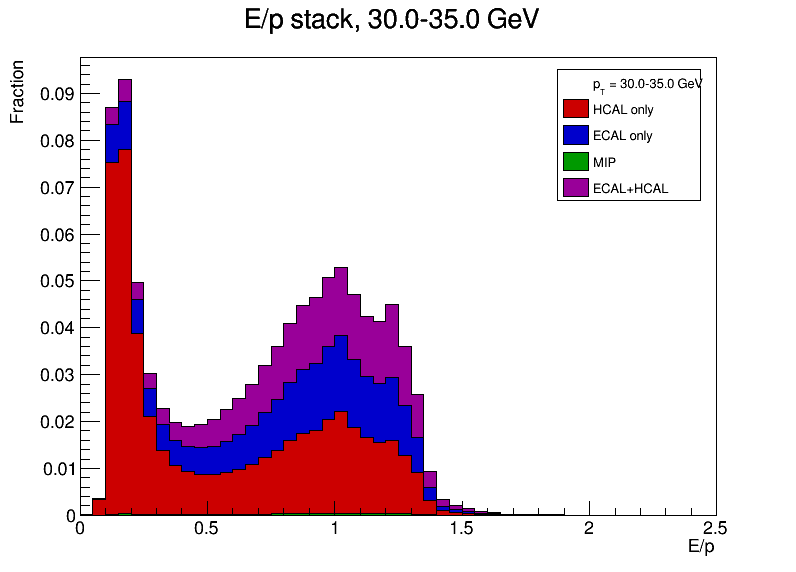 E/p stack, 30.0-35.0 GeV
Fraction
p_T = 30.0-35.0 GeV
HCAL only
ECAL only
MIP
ECAL+HCAL
0.09
0.08
0.07
0.06
0.05
0.04
0.03
0.02
0.01
0
0 0.5 1 1.5 2 2.5
E/p